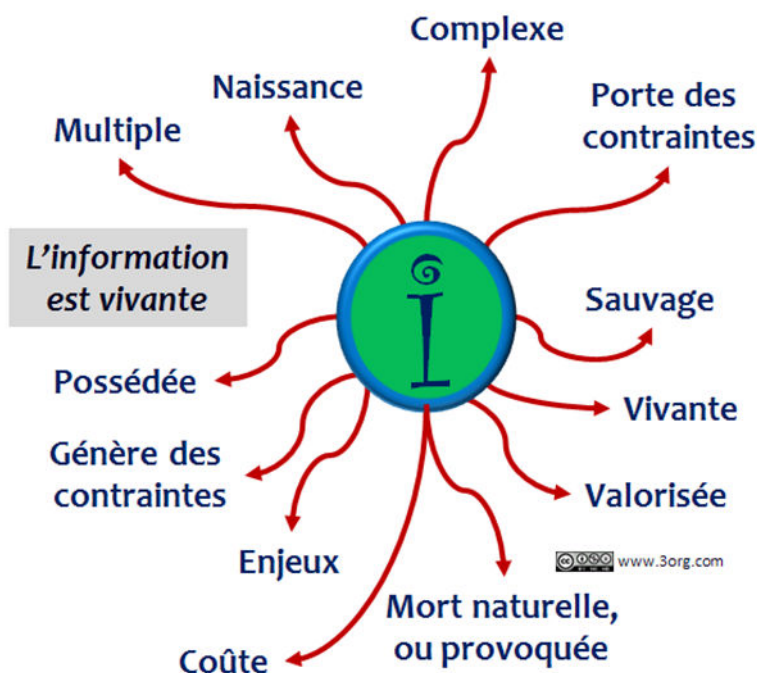 Complexe
Naissance
Multiple
Porte des
contraintes
L'information
est vivante
i
Sauvage
Possédée
Vivante
Génère des
contraintes
Valorisée
Enjeux
www.3org.com
Mort naturelle,
ou provoquée
Coûte